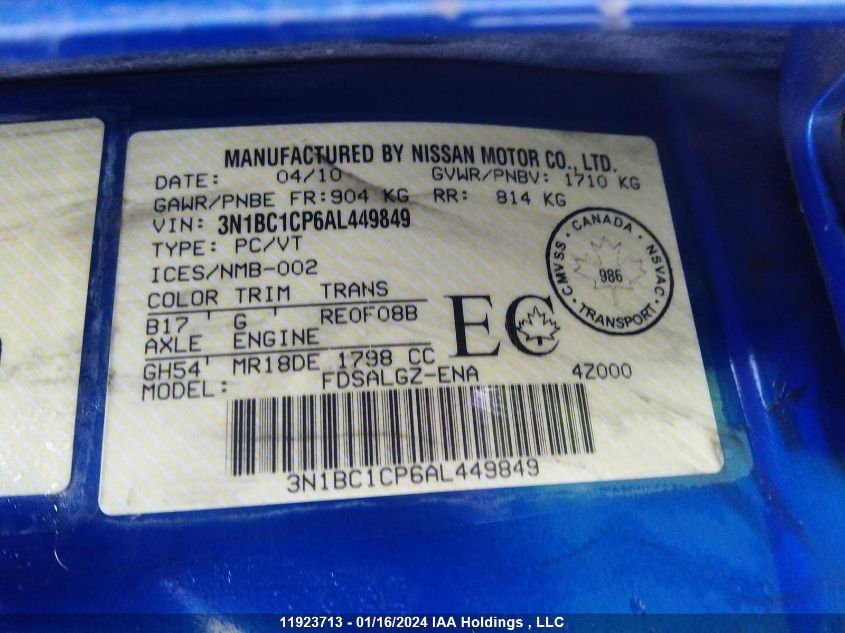 MANUFACTURED BY NISSAN MOTOR CO., LTD.
DATE: 04/10 GVWR/PNBV: 1710 KG
GAWR/PNBE FR: 904 KG RR: 814 KG
VIN: 3N1BC1CP6AL449849
TYPE: PC/VT
ICES/NMB-002
COLOR TRIM TRANS
B17 ' G ' RE0F08B
AXLE ENGINE
GH54' MR18DE 1798 CC
MODEL: FDSALGZ-ENA 4Z000
EC
CANADA
CMVSS · NSVAC
986
TRANSPORT
3N1BC1CP6AL449849
11923713 - 01/16/2024 IAA Holdings , LLC